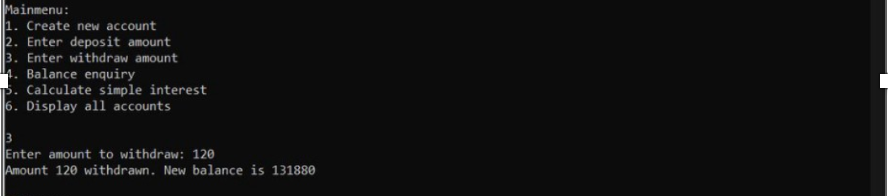 Mainmenu:
1. Create new account
2. Enter deposit amount
3. Enter withdraw amount
4. Balance enquiry
5. Calculate simple interest
6. Display all accounts
3
Enter amount to withdraw: 120
Amount 120 withdrawn. New balance is 131880